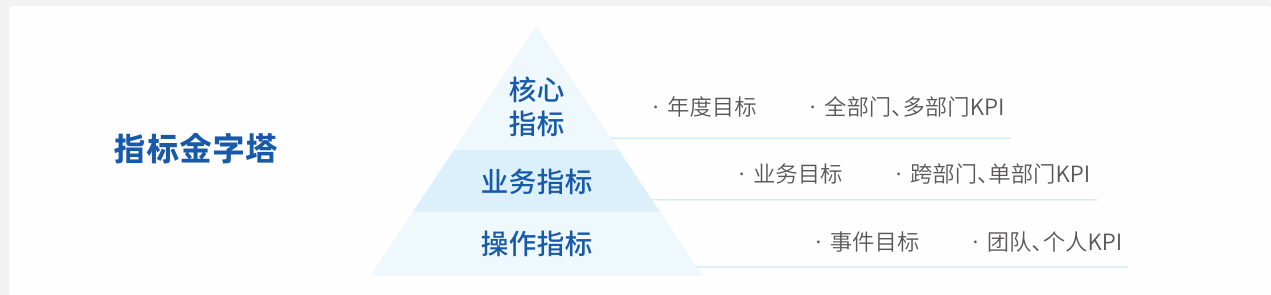 指标金字塔
核心
指标
· 年度目标 · 全部门、多部门KPI
业务指标
· 业务目标 · 跨部门、单部门KPI
操作指标
· 事件目标 · 团队、个人KPI